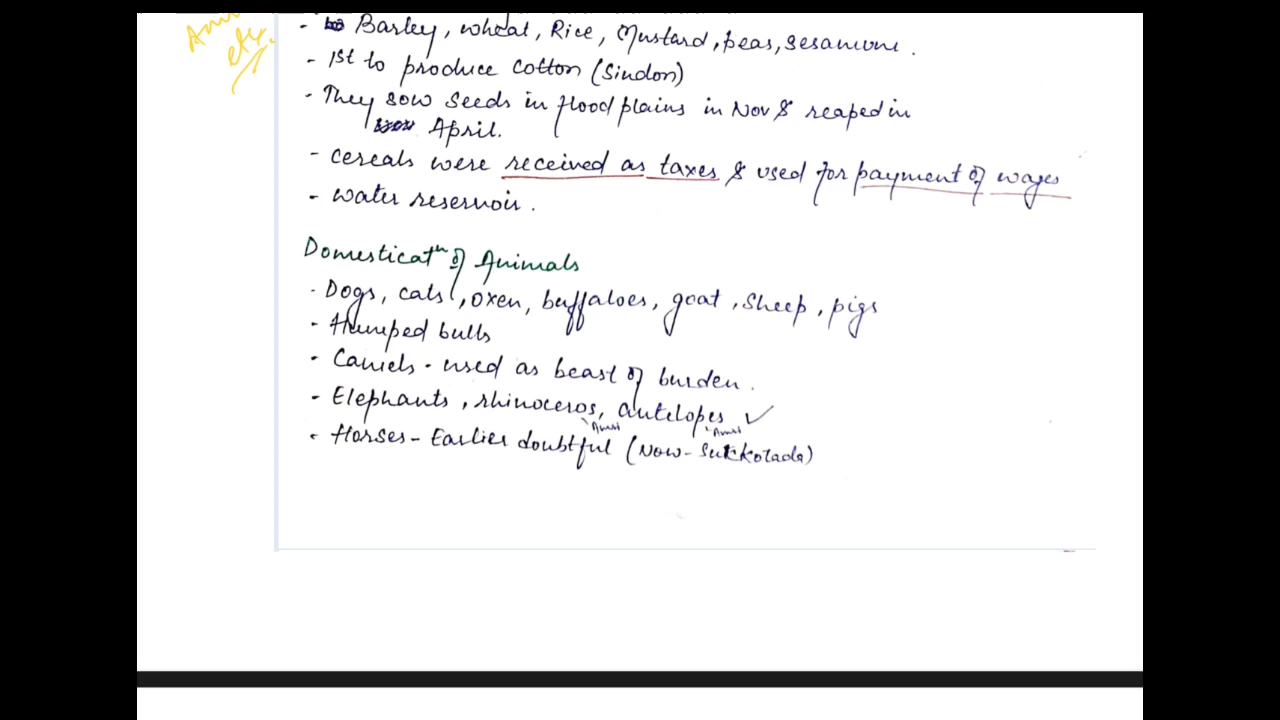 etc.
- Barley, wheat, Rice, Mustard, peas, sesamum.
- 1st to produce cotton (Sindon)
- They sow seeds in flood plains in Nov & reaped in
April.
- cereals were received as taxes & used for payment of wages
- water reservoir.
Domesticatn of Animals
- Dogs, cats, oxen, buffaloes, goat, sheep, pigs
- Humped bulls
- Camels - used as beast of burden.
- Elephants, rhinoceros, antelopes ✓
- Horses - Earlier doubtful (Now - Surkotada)